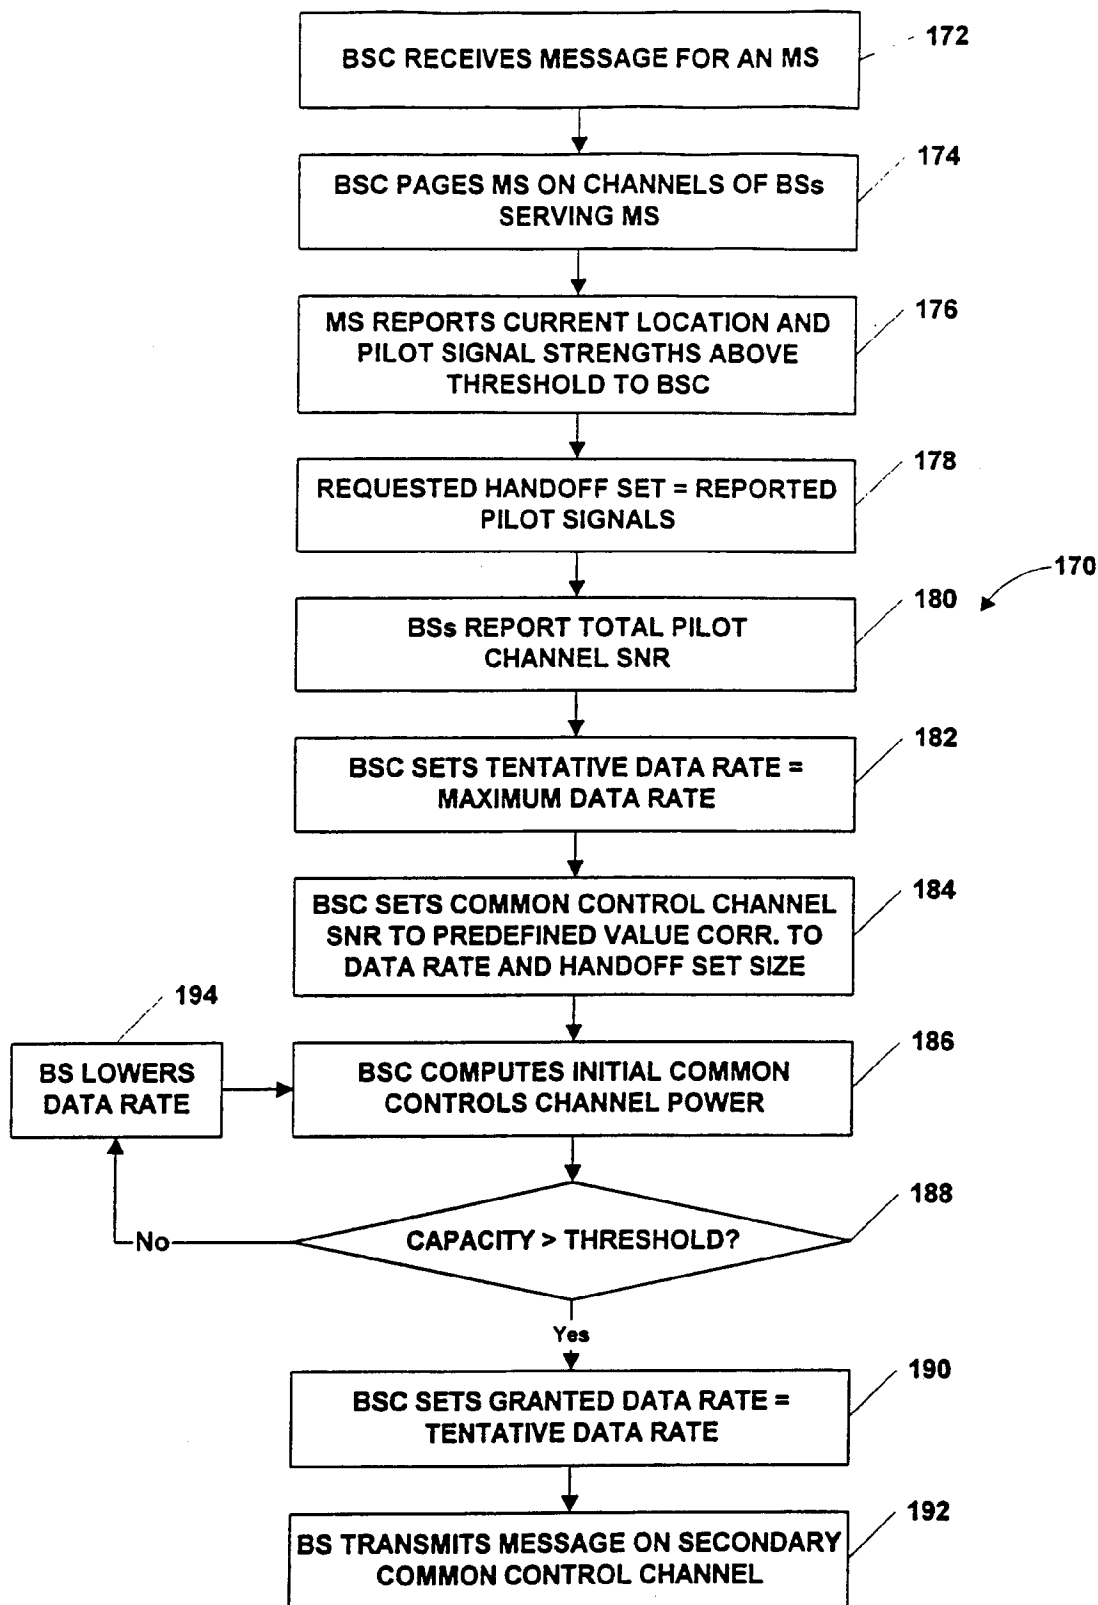 BSC RECEIVES MESSAGE FOR AN MS
172
BSC PAGES MS ON CHANNELS OF BSs
SERVING MS
174
MS REPORTS CURRENT LOCATION AND
PILOT SIGNAL STRENGTHS ABOVE
THRESHOLD TO BSC
176
REQUESTED HANDOFF SET = REPORTED
PILOT SIGNALS
178
170
BSs REPORT TOTAL PILOT
CHANNEL SNR
180
BSC SETS TENTATIVE DATA RATE =
MAXIMUM DATA RATE
182
BSC SETS COMMON CONTROL CHANNEL
SNR TO PREDEFINED VALUE CORR. TO
DATA RATE AND HANDOFF SET SIZE
184
194
BS LOWERS
DATA RATE
BSC COMPUTES INITIAL COMMON
CONTROLS CHANNEL POWER
186
CAPACITY > THRESHOLD?
188
No
Yes
BSC SETS GRANTED DATA RATE =
TENTATIVE DATA RATE
190
BS TRANSMITS MESSAGE ON SECONDARY
COMMON CONTROL CHANNEL
192